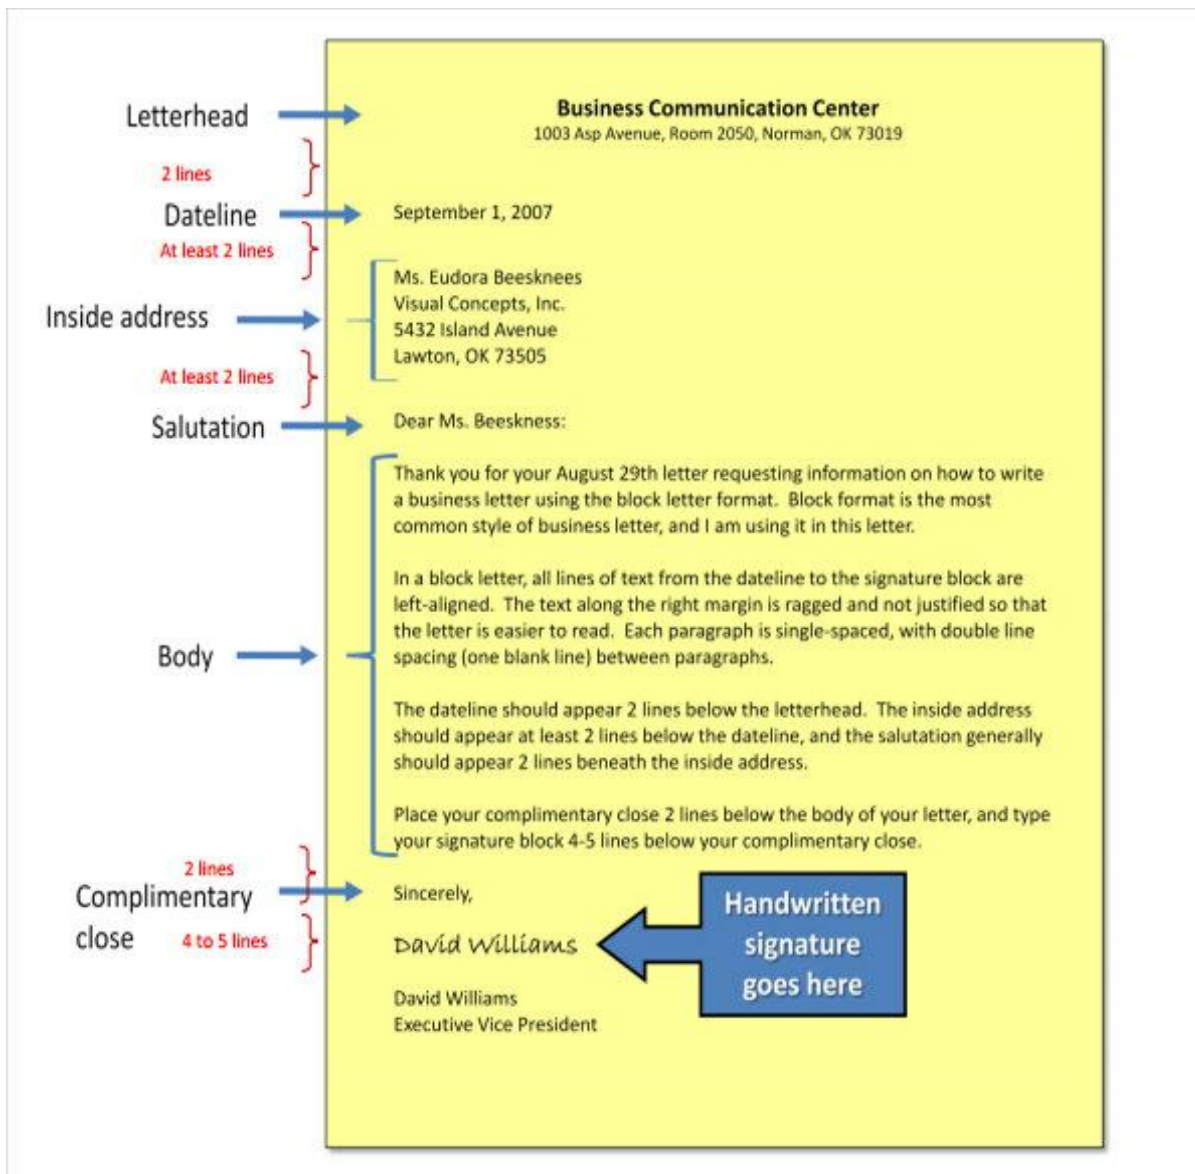 Letterhead
Business Communication Center
1003 Asp Avenue, Room 2050, Norman, OK 73019
2 lines
Dateline
September 1, 2007
At least 2 lines
Ms. Eudora Beesknees
Visual Concepts, Inc.
Inside address
5432 Island Avenue
Lawton, OK 73505
At least 2 lines
Salutation
Dear Ms. Beeskness:
Thank you for your August 29th letter requesting information on how to write
a business letter using the block letter format.  Block format is the most
common style of business letter, and I am using it in this letter.
In a block letter, all lines of text from the dateline to the signature block are
left-aligned.  The text along the right margin is ragged and not justified so that
the letter is easier to read.  Each paragraph is single-spaced, with double line
spacing (one blank line) between paragraphs.
Body
The dateline should appear 2 lines below the letterhead.  The inside address
should appear at least 2 lines below the dateline, and the salutation generally
should appear 2 lines beneath the inside address.
Place your complimentary close 2 lines below the body of your letter, and type
your signature block 4-5 lines below your complimentary close.
2 lines
Complimentary
close
Sincerely,
4 to 5 lines
David Williams
Handwritten
signature
goes here
David Williams
Executive Vice President